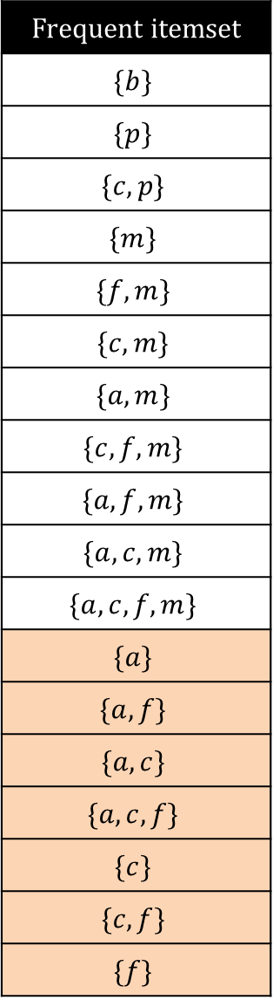 Frequent itemset
{b}
{p}
{c, p}
{m}
{f, m}
{c, m}
{a, m}
{c, f, m}
{a, f, m}
{a, c, m}
{a, c, f, m}
{a}
{a, f}
{a, c}
{a, c, f}
{c}
{c, f}
{f}